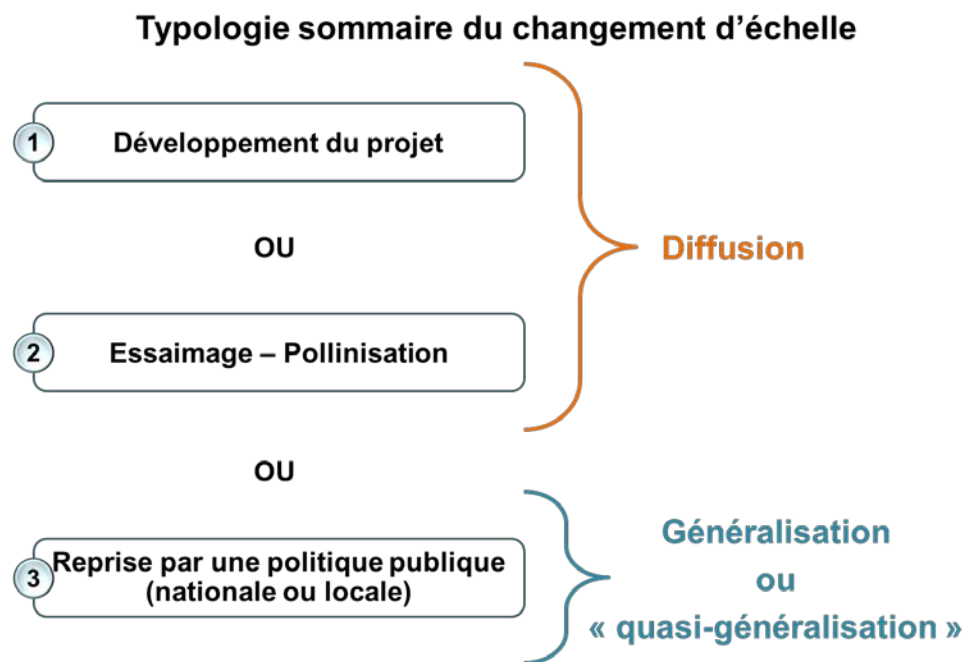 Typologie sommaire du changement d’échelle
1 Développement du projet
OU
Diffusion
2 Essaimage – Pollinisation
OU
3 Reprise par une politique publique
(nationale ou locale)
Généralisation
ou
« quasi-généralisation »